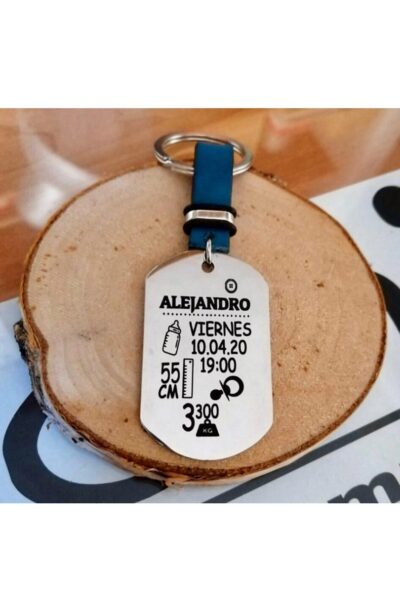 ALEJANDRO
VIERNES
10.04.20
19:00
55
CM
3300
KG